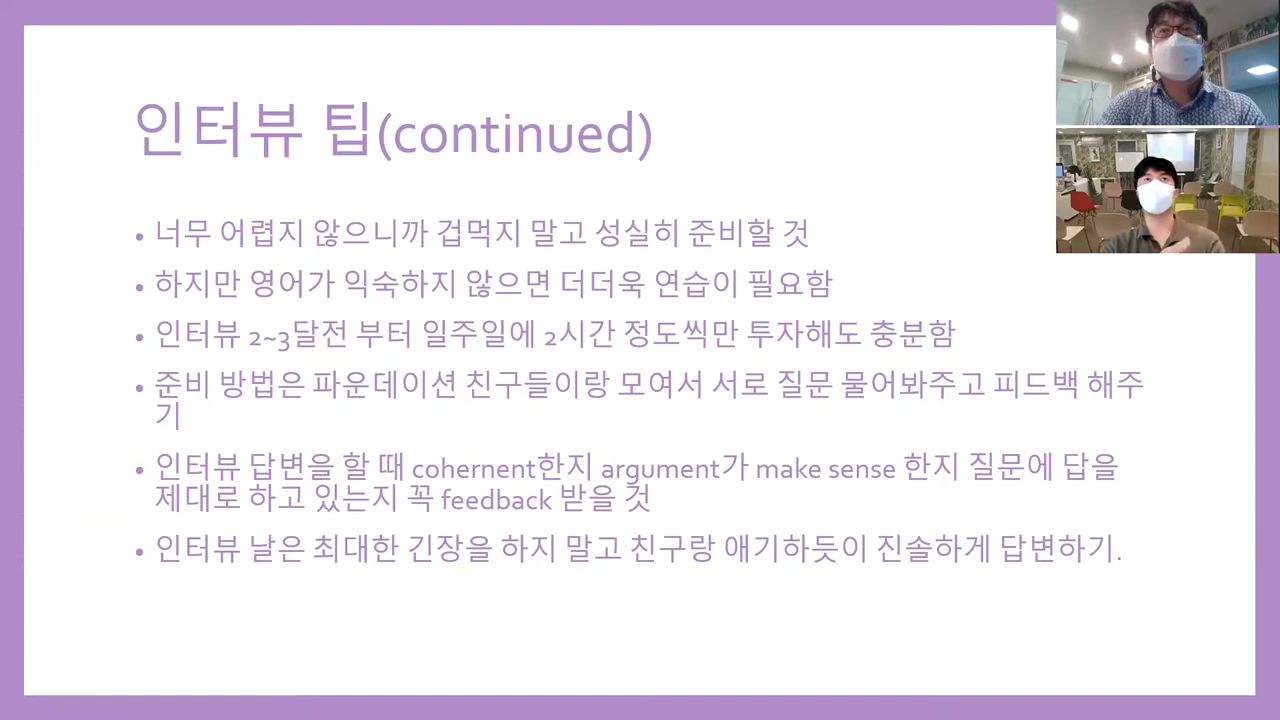 인터뷰 팁(continued)
• 너무 어렵지 않으니까 겁먹지 말고 성실히 준비할 것
• 하지만 영어가 익숙하지 않으면 더더욱 연습이 필요함
• 인터뷰 2~3달전 부터 일주일에 2시간 정도씩만 투자해도 충분함
• 준비 방법은 파운데이션 친구들이랑 모여서 서로 질문 물어봐주고 피드백 해주
기
• 인터뷰 답변을 할 때 cohernent한지 argument가 make sense 한지 질문에 답을
제대로 하고 있는지 꼭 feedback 받을 것
• 인터뷰 날은 최대한 긴장을 하지 말고 친구랑 얘기하듯이 진솔하게 답변하기.